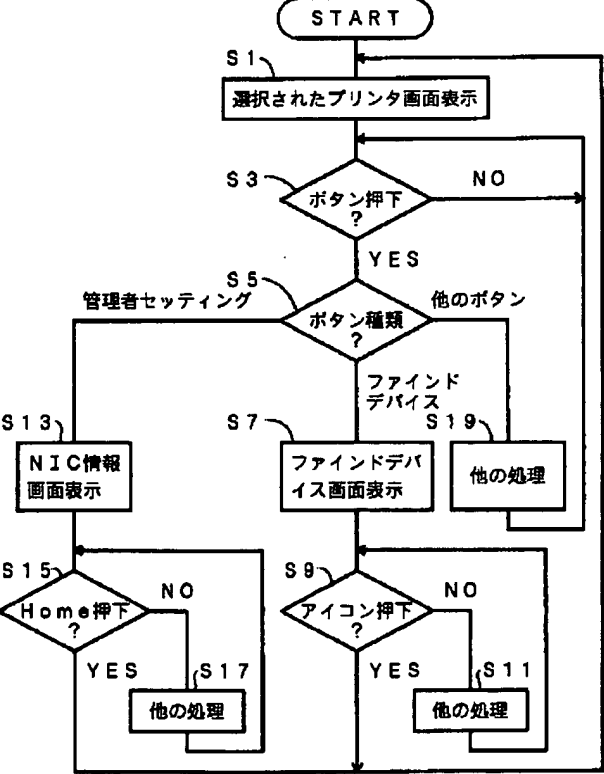 START
S1
選択されたプリンタ画面表示
S3
ボタン押下
?
NO
YES
S5
ボタン種類
?
管理者セッティング
他のボタン
ファインド
デバイス
S13
NIC情報
画面表示
S7
ファインドデバ
イス画面表示
S19
他の処理
S15
Home押下
?
NO
YES
S17
他の処理
S9
アイコン押下
?
NO
YES
S11
他の処理